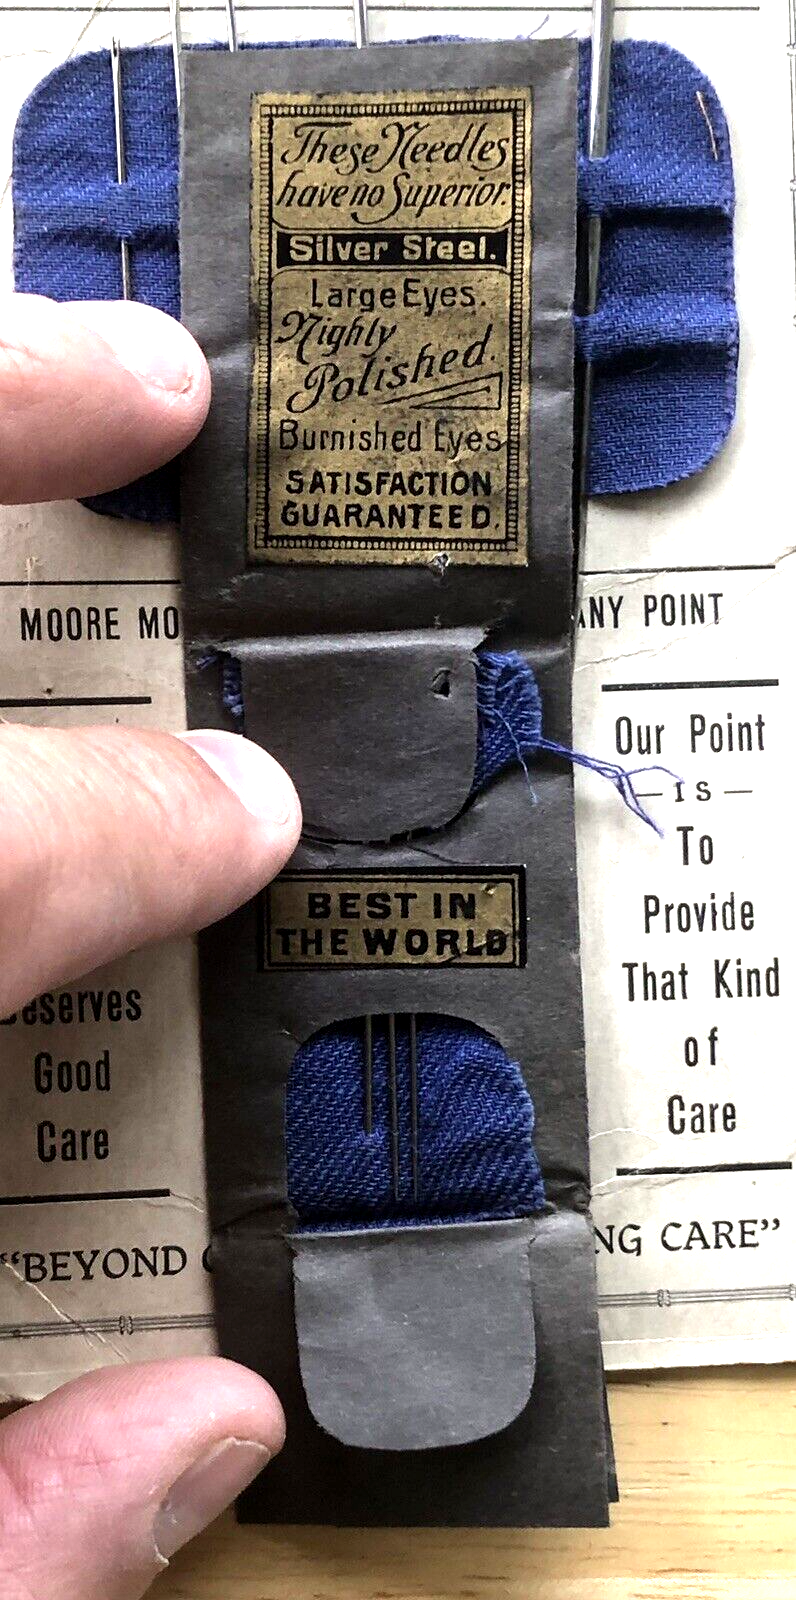 These Needles
have no Superior.
Silver Steel.
Large Eyes.
Highly
Polished.
Burnished Eyes
SATISFACTION
GUARANTEED.
MOORE MO
ANY POINT
BEST IN
THE WORLD
Our Point
— IS —
To
Provide
That Kind
of
Care
Deserves
Good
Care
"BEYOND
NG CARE"